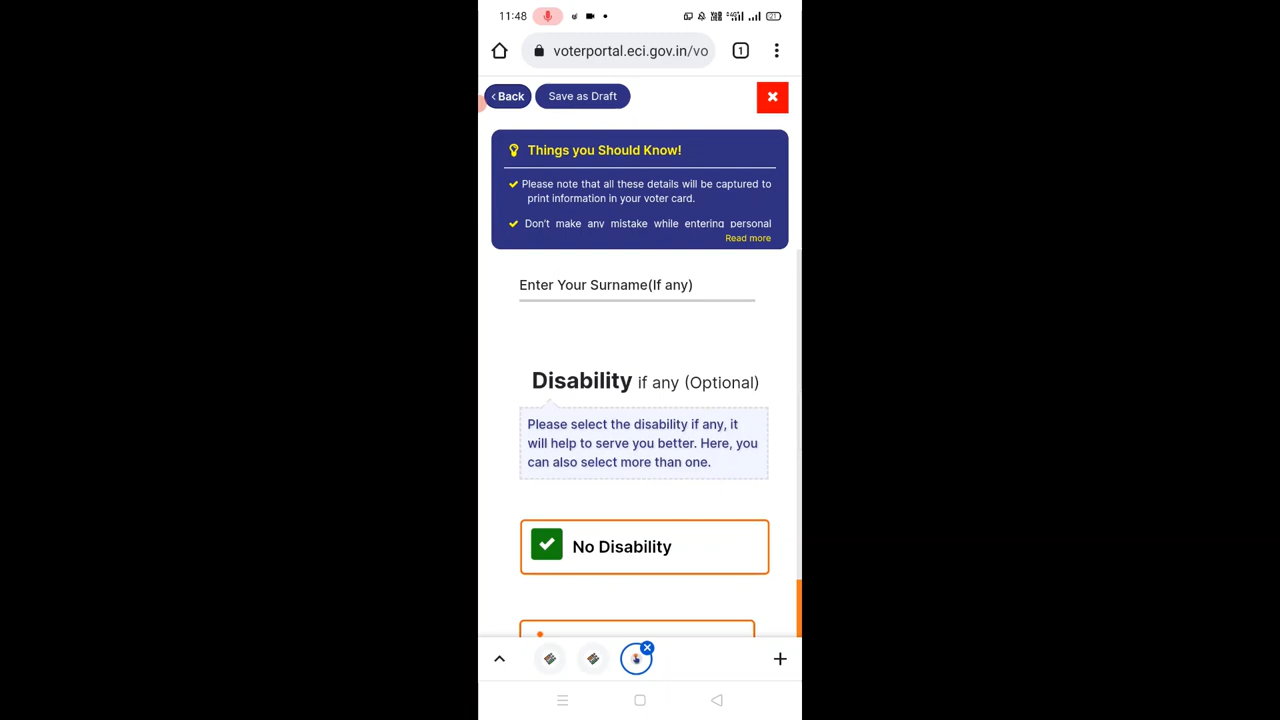 11:48
21
voterportal.eci.gov.in/vo
1
Back
Save as Draft
Things you Should Know!
Please note that all these details will be captured to
print information in your voter card.
Don't make any mistake while entering personal
Read more
Enter Your Surname(If any)
Disability if any (Optional)
Please select the disability if any, it
will help to serve you better. Here, you
can also select more than one.
No Disability